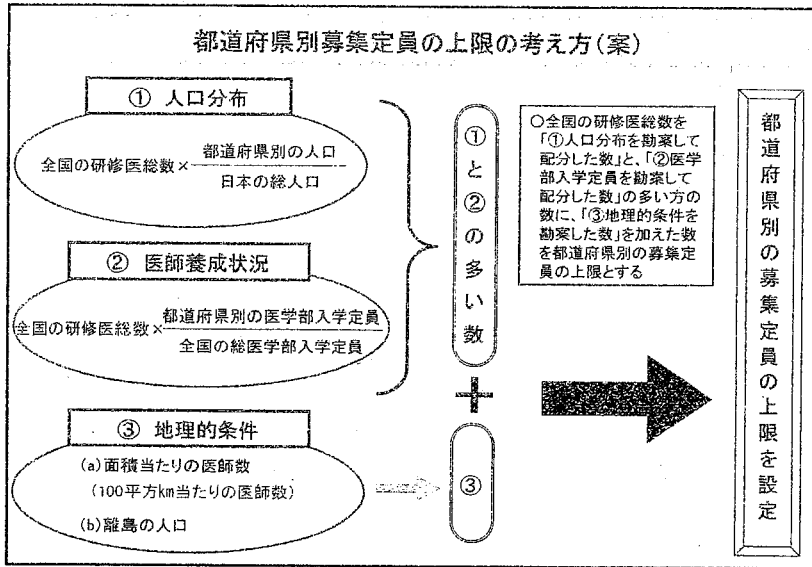 都道府県別募集定員の上限の考え方(案)
① 人口分布
全国の研修医総数×都道府県別の人口
日本の総人口
② 医師養成状況
全国の研修医総数×都道府県別の医学部入学定員
全国の総医学部入学定員
③ 地理的条件
(a)面積当たりの医師数
(100平方km当たりの医師数)
(b)離島の人口
①と②の多い数
+
③
○全国の研修医総数を
「①人口分布を勘案して
配分した数」と、「②医学
部入学定員を勘案して
配分した数」の多い方の
数に、「③地理的条件を
勘案した数」を加えた数
を都道府県別の募集定
員の上限とする
都道府県別の募集定員の上限を設定